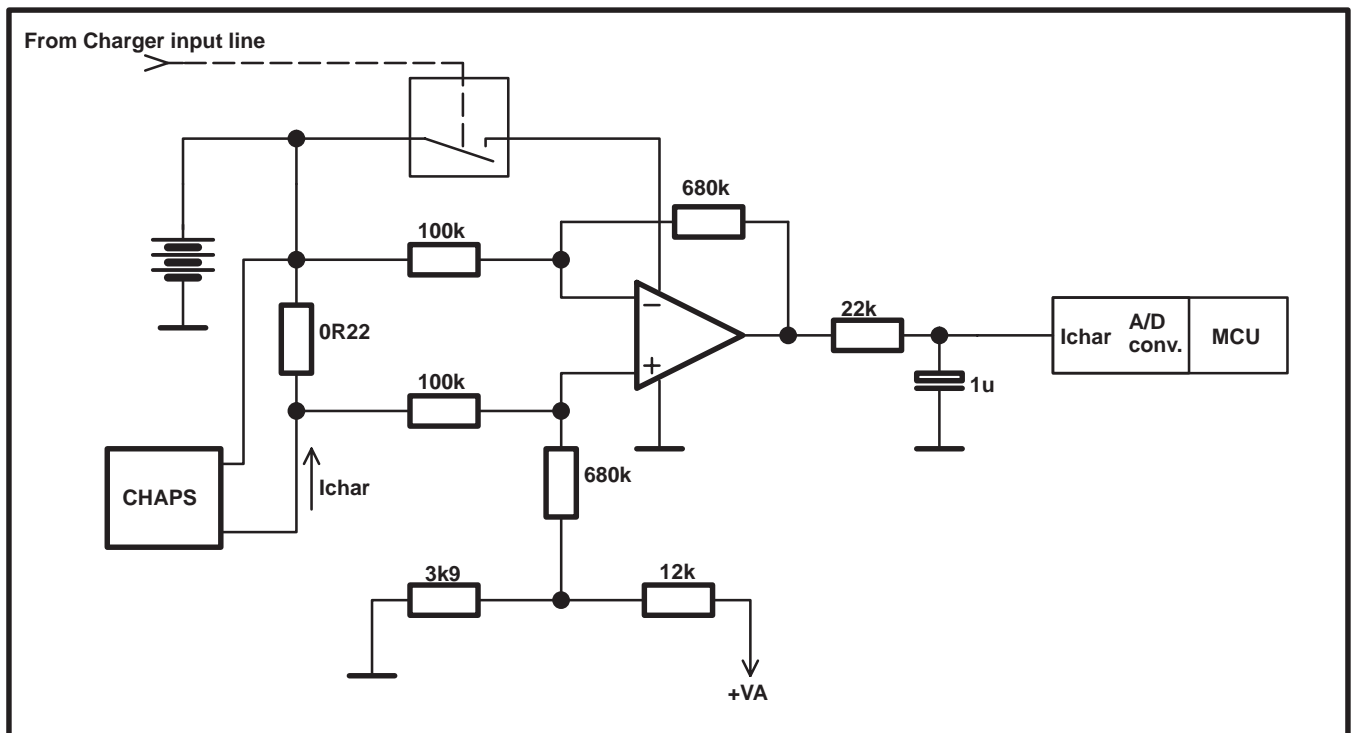 From Charger input line
680k
100k
0R22
100k
−
+
22k
Ichar
A/D
conv.
MCU
1u
CHAPS
Ichar
680k
3k9
12k
+VA